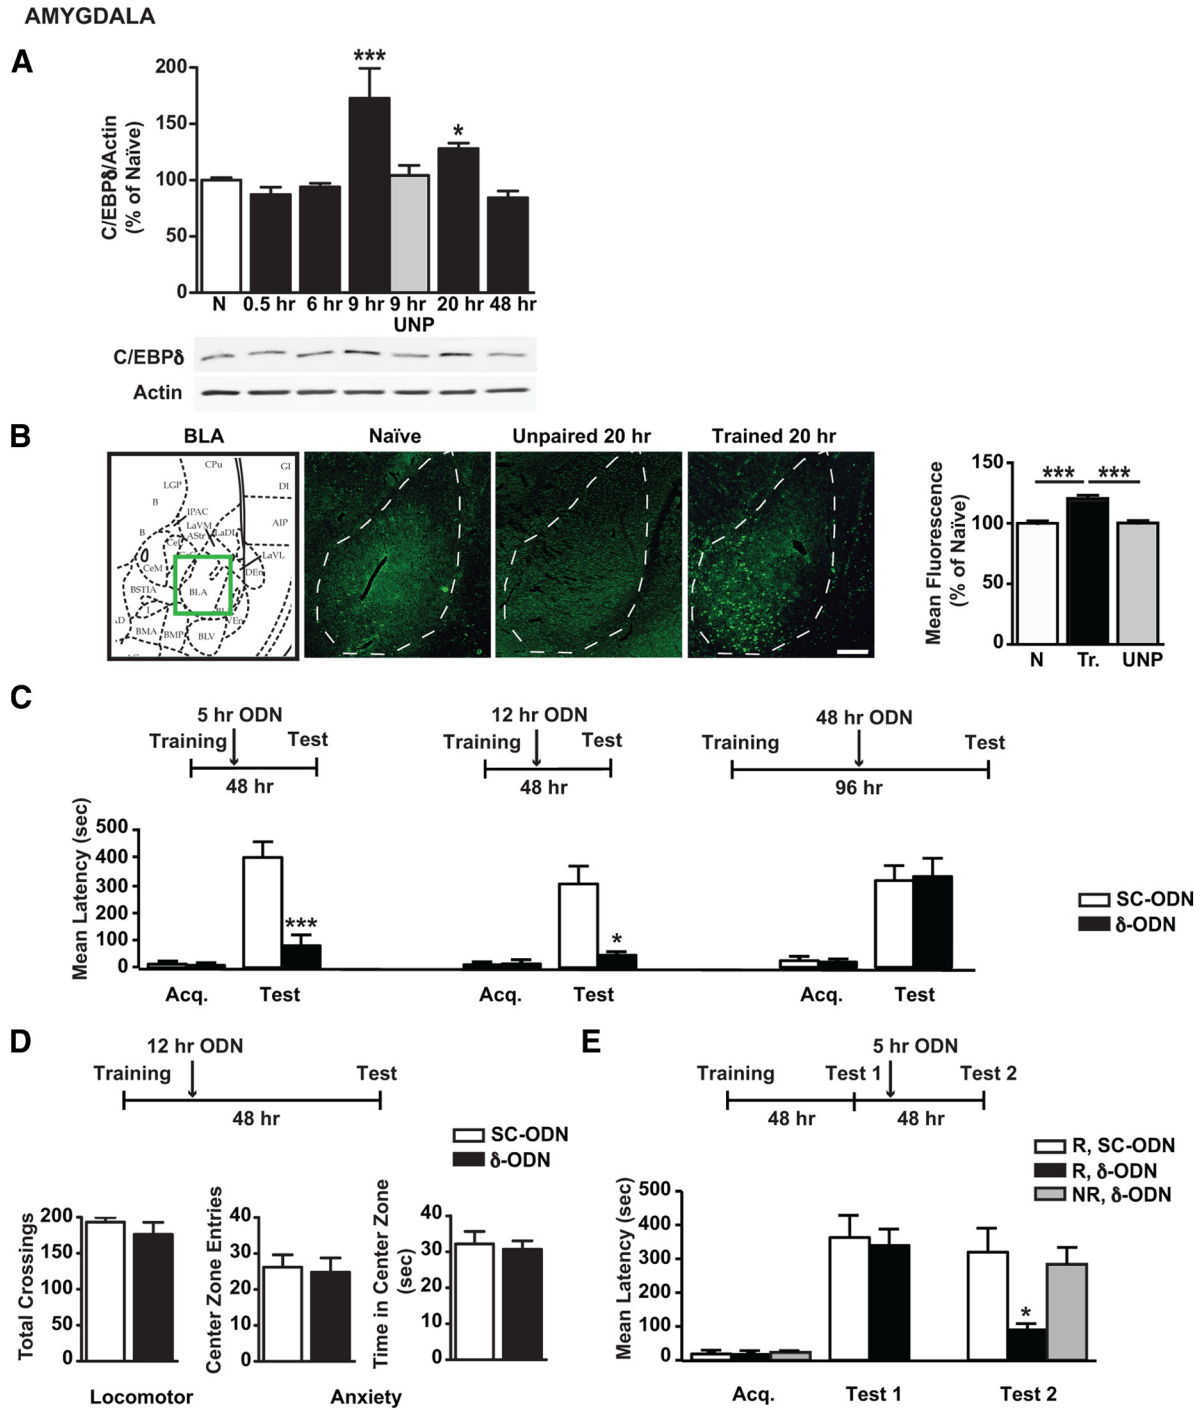 AMYGDALA
A
***
*
200
150
100
50
0
C/EBPδ/Actin
(% of Naïve)
N 0.5 hr 6 hr 9 hr 9 hr 20 hr 48 hr
UNP
C/EBPδ
Actin
B
BLA Naïve Unpaired 20 hr Trained 20 hr
CPu
GI
LGP
DI
B
IPAC
LaVM
AIP
B
AStr
LaDL
LaVL
CeM
DEn
BSTIA
BLA
VEn
BMA
BMP
BLV
150
100
50
0
Mean Fluorescence
(% of Naïve)
*** ***
N Tr. UNP
C
5 hr ODN
Training Test
48 hr
12 hr ODN
Training Test
48 hr
48 hr ODN
Training Test
96 hr
Mean Latency (sec)
500
400
300
200
100
0
***
*
SC-ODN
δ-ODN
Acq. Test Acq. Test Acq. Test
D
12 hr ODN
Training Test
48 hr
SC-ODN
δ-ODN
Total Crossings
200
150
100
50
0
Center Zone Entries
40
30
20
10
0
Time in Center Zone
(sec)
40
30
20
10
0
Locomotor Anxiety
E
5 hr ODN
Training Test 1 Test 2
48 hr 48 hr
R, SC-ODN
R, δ-ODN
NR, δ-ODN
Mean Latency (sec)
500
400
300
200
100
0
*
Acq. Test 1 Test 2